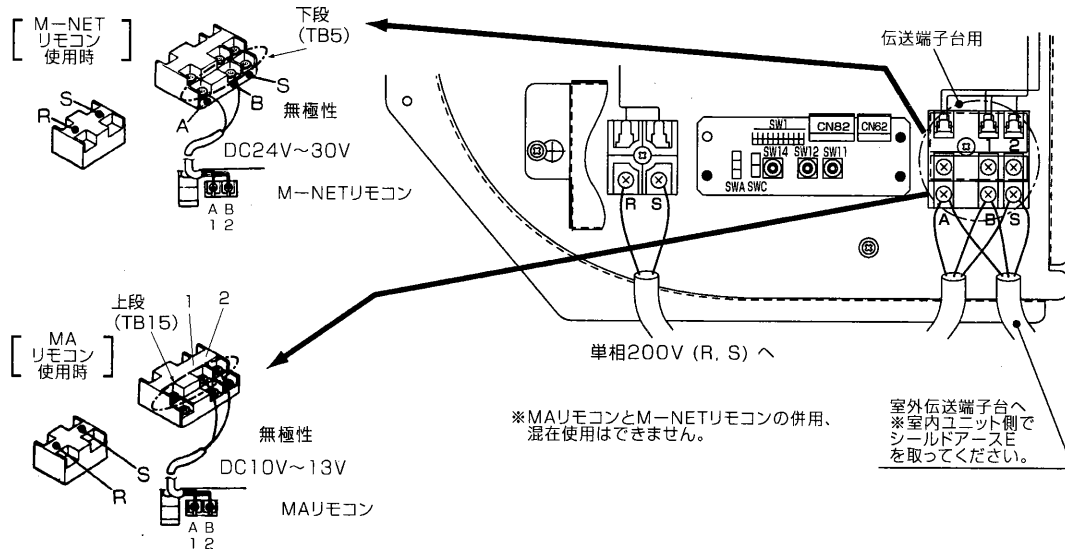 M−NET
リモコン
使用時
下段
(TB5)
S
R
S
B
A
無極性
DC24V〜30V
M−NETリモコン
A B
1 2
伝送端子台用
SW1
CN82
CN62
SW14
SW12
SW11
SWA
SWC
R
S
1
2
A
B
S
単相200V (R, S) へ
MA
リモコン
使用時
上段
(TB15)
1
2
S
R
無極性
DC10V〜13V
MAリモコン
A B
1 2
※MAリモコンとM−NETリモコンの併用、
混在使用はできません。
室外伝送端子台へ
※室内ユニット側で
シールドアースE
を取ってください。